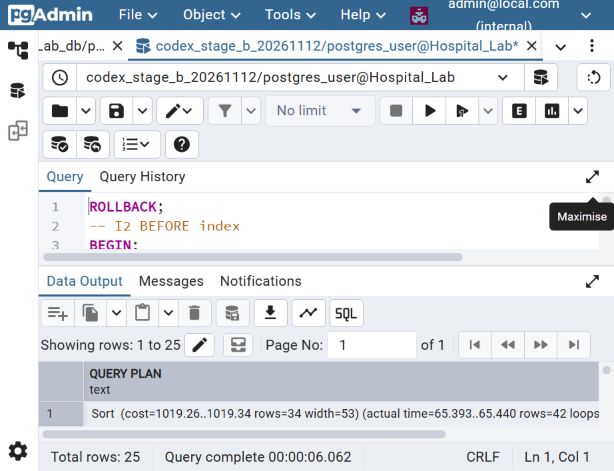 pgAdmin File Object Tools Help admin@local.com (internal)
_ab_db/p... codex_stage_b_20261112/postgres_user@Hospital_Lab*
codex_stage_b_20261112/postgres_user@Hospital_Lab
No limit
E
SQL
Query Query History
Maximise
1 ROLLBACK;
2 -- I2 BEFORE index
3 BEGIN;
Data Output Messages Notifications
Showing rows: 1 to 25 Page No: 1 of 1
QUERY PLAN
text
1 Sort (cost=1019.26..1019.34 rows=34 width=53) (actual time=65.393..65.440 rows=42 loops
Total rows: 25 Query complete 00:00:06.062 CRLF Ln 1, Col 1